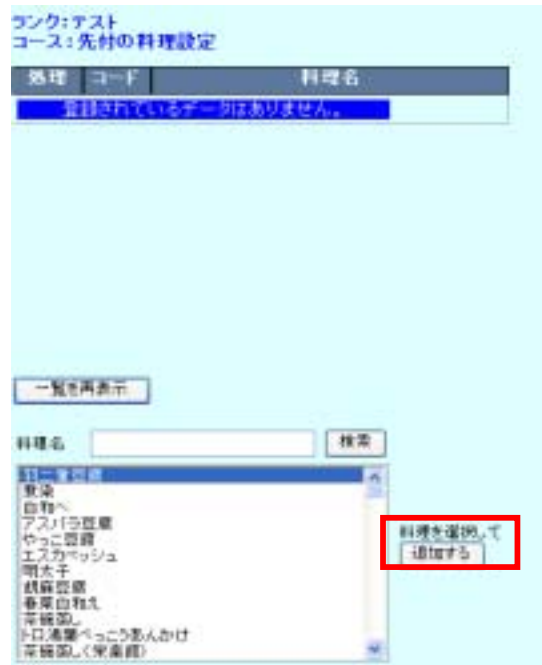 ランク:テスト
コース:先付の料理設定
処理 コード 料理名
登録されているデータはありません。
一覧を再表示
料理名 検索
煮染
白和へ
アスパラ豆腐
やっこ豆腐
エスカベッシュ
明太子
胡麻豆腐
春菜白和え
茶碗蒸し
トロ湯葉べっこうあんかけ
茶碗蒸し
料理を選択して
追加する